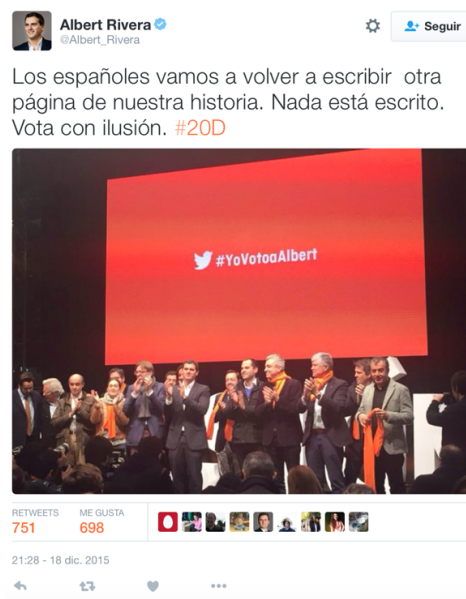 Albert Rivera
@Albert_Rivera
Seguir
Los españoles vamos a volver a escribir otra
página de nuestra historia. Nada está escrito.
Vota con ilusión. #20D
#YoVotoaAlbert
RETWEETS
751
ME GUSTA
698
21:28 - 18 dic. 2015